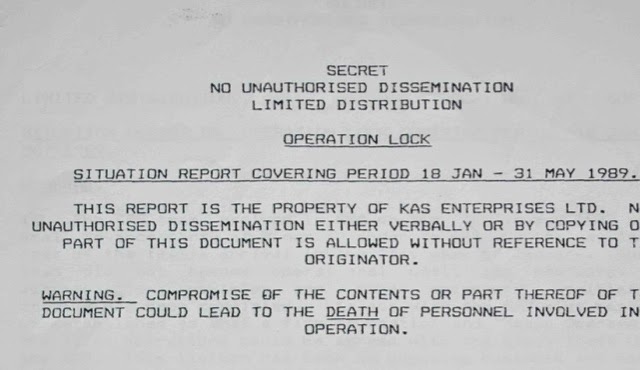 SECRET
NO UNAUTHORISED DISSEMINATION
LIMITED DISTRIBUTION
OPERATION LOCK
SITUATION REPORT COVERING PERIOD 18 JAN - 31 MAY 1989.
THIS REPORT IS THE PROPERTY OF KAS ENTERPRISES LTD.
UNAUTHORISED DISSEMINATION EITHER VERBALLY OR BY COPYING
PART OF THIS DOCUMENT IS ALLOWED WITHOUT REFERENCE TO
ORIGINATOR.
WARNING. COMPROMISE OF THE CONTENTS OR PART THEREOF OF
DOCUMENT COULD LEAD TO THE DEATH OF PERSONNEL INVOLVED IN
OPERATION.